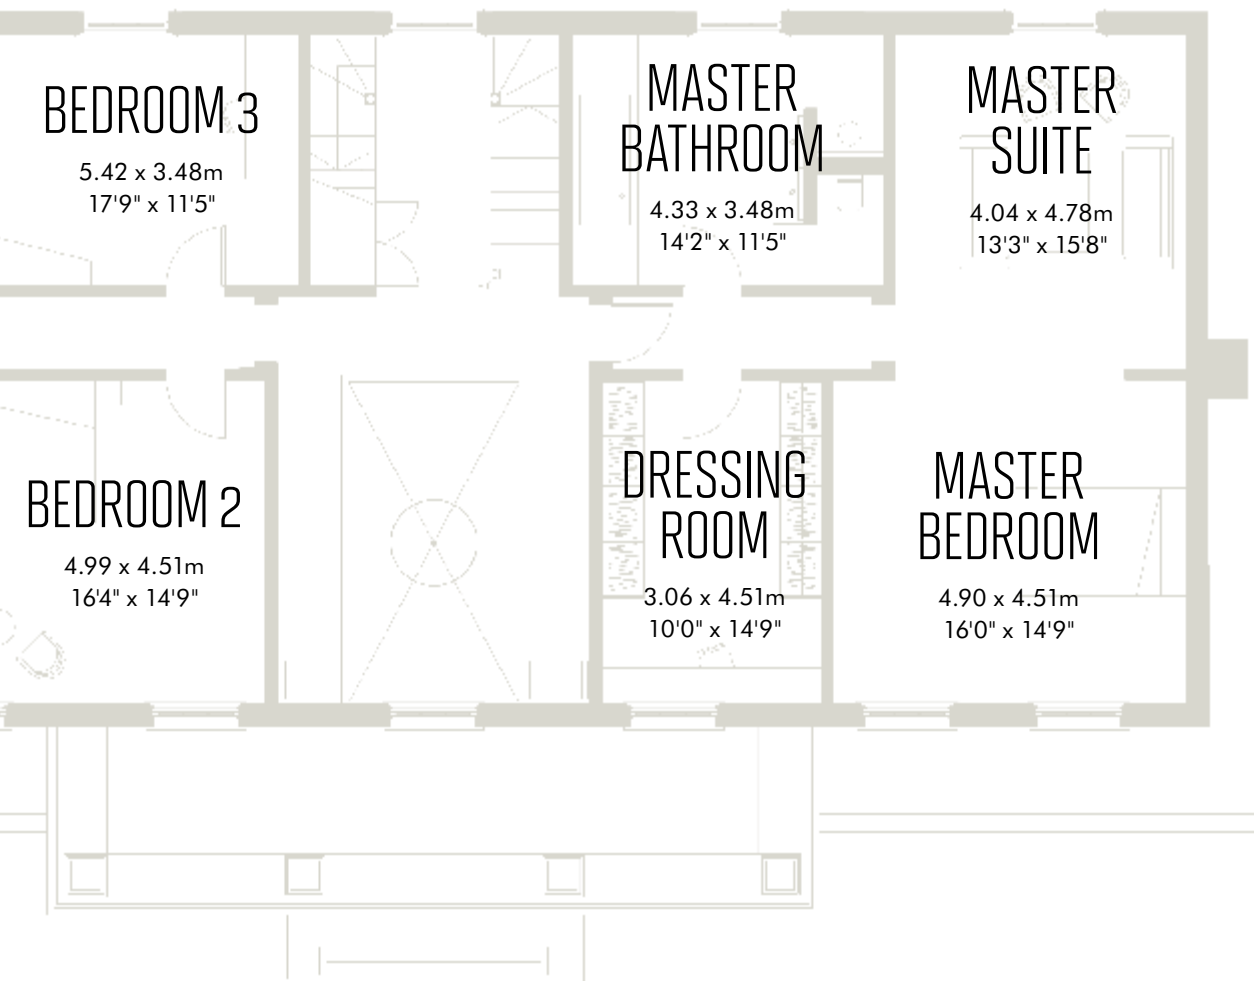 BEDROOM 3
5.42 x 3.48m
17'9" x 11'5"
MASTER
BATHROOM
4.33 x 3.48m
14'2" x 11'5"
MASTER
SUITE
4.04 x 4.78m
13'3" x 15'8"
BEDROOM 2
4.99 x 4.51m
16'4" x 14'9"
DRESSING
ROOM
3.06 x 4.51m
10'0" x 14'9"
MASTER
BEDROOM
4.90 x 4.51m
16'0" x 14'9"